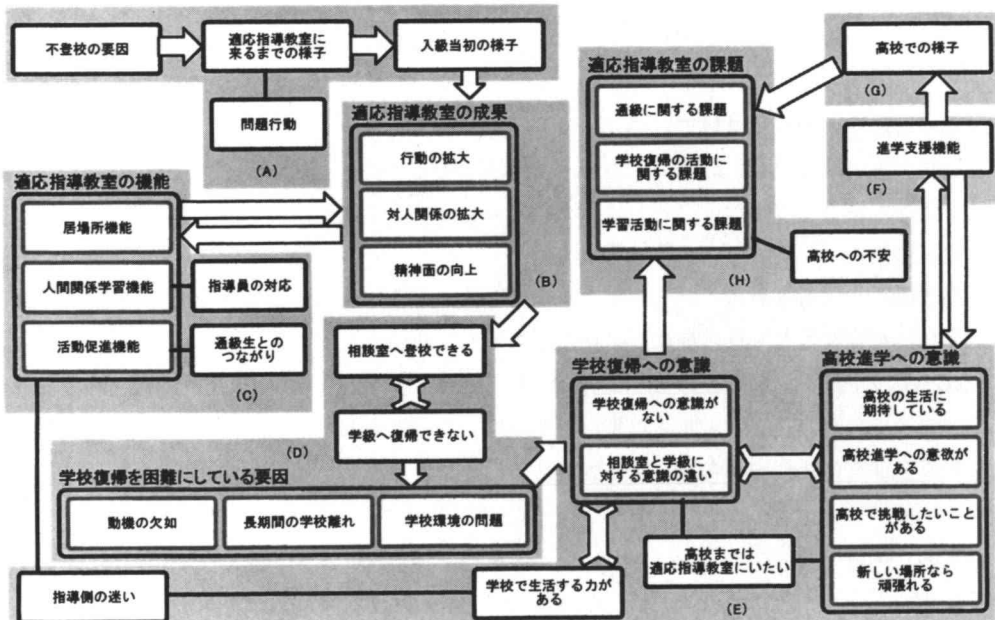 不登校の要因
適応指導教室に
来るまでの様子
入級当初の様子
問題行動
(A)
適応指導教室の成果
行動の拡大
対人関係の拡大
精神面の向上
(B)
適応指導教室の機能
居場所機能
人間関係学習機能
活動促進機能
指導員の対応
通級生との
つながり
(C)
相談室へ登校できる
学級へ復帰できない
(D)
学校復帰を困難にしている要因
動機の欠如
長期間の学校離れ
学校環境の問題
指導側の迷い
学校で生活する力が
ある
学校復帰への意識
学校復帰への意識が
ない
相談室と学級に
対する意識の違い
高校までは
適応指導教室にいたい
(E)
高校進学への意識
高校の生活に
期待している
高校進学への意欲が
ある
高校で挑戦したいこと
がある
新しい場所なら
頑張れる
進学支援機能
(F)
高校での様子
(G)
適応指導教室の課題
通級に関する課題
学校復帰の活動に
関する課題
学習活動に関する課題
高校への不安
(H)